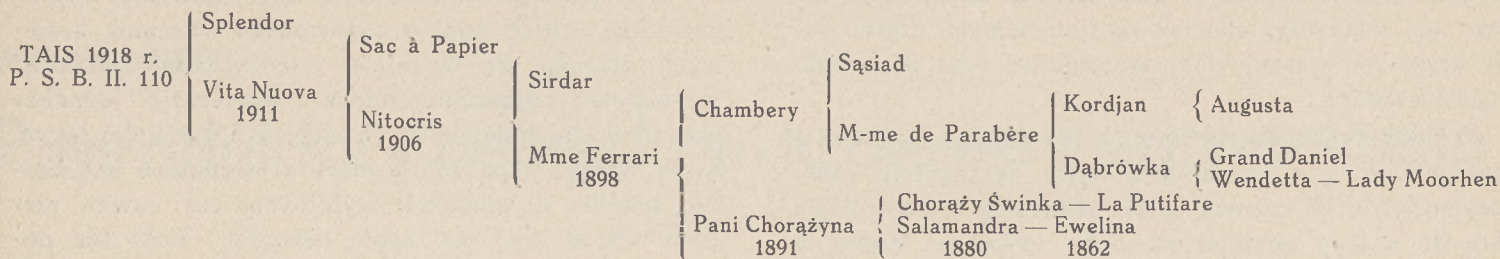 TAIS 1918 r.
P. S. B. II. 110
Splendor
Vita Nuova
1911
Sac à Papier
Nitocris
1906
Sirdar
Mme Ferrari
1898
Chambery
Pani Chorążyna
1891
Sąsiad
M-me de Parabère
Kordjan
Augusta
Dąbrówka
Grand Daniel
Wendetta — Lady Moorhen
Chorąży Świnka — La Putifare
Salamandra — Ewelina
1880 1862